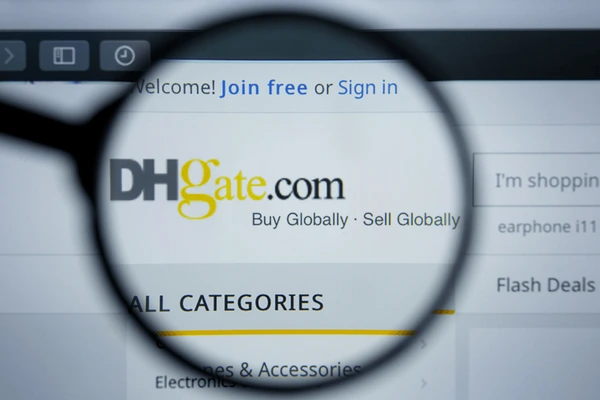 Welcome! Join free or Sign in
DHgate.com
Buy Globally · Sell Globally
I'm shoppin
earphone i11
Flash Deals
ALL CATEGORIES
& Accessories
Electronics